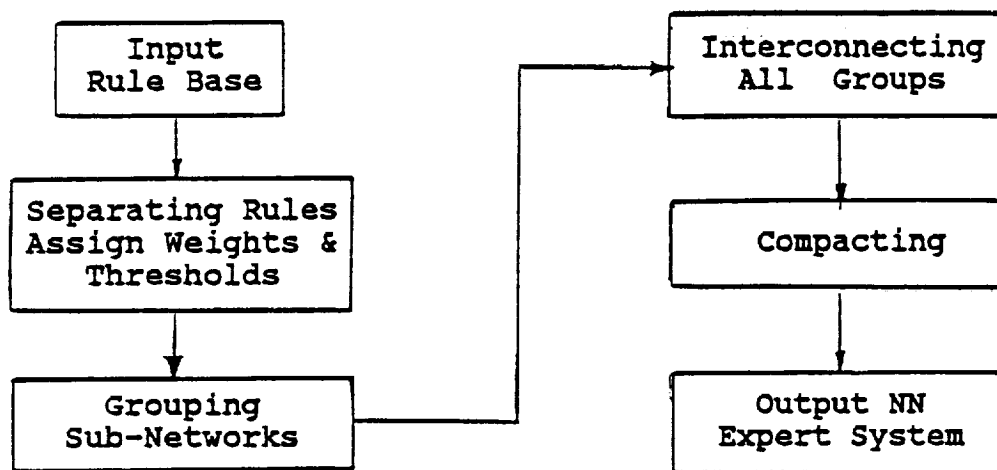 Input
Rule Base
Separating Rules
Assign Weights &
Thresholds
Grouping
Sub-Networks
Interconnecting
All Groups
Compacting
Output NN
Expert System